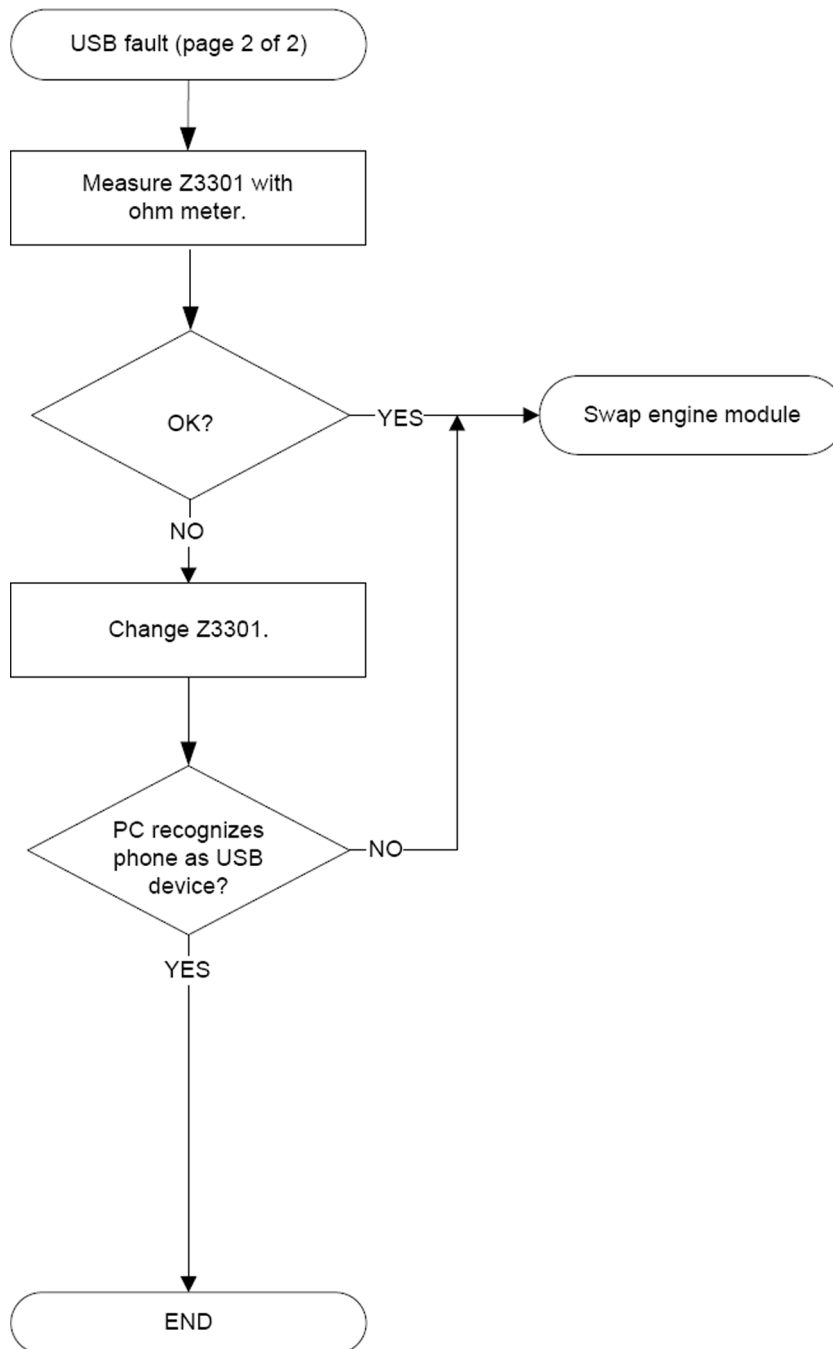 USB fault (page 2 of 2)
Measure Z3301 with
ohm meter.
OK?
YES
Swap engine module
NO
Change Z3301.
PC recognizes
phone as USB
device?
NO
YES
END